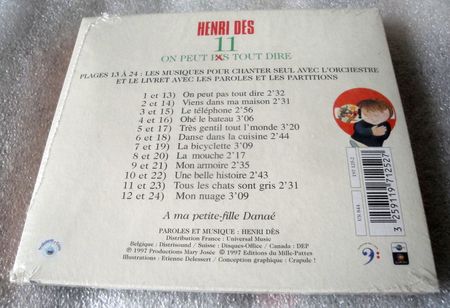 HENRI DES
11
ON PEUT PAS TOUT DIRE
PLAGES 13 À 24 : LES MUSIQUES POUR CHANTER SEUL AVEC L'ORCHESTRE
ET LE LIVRET AVEC LES PAROLES ET LES PARTITIONS
1 et 13) On peut pas tout dire 2'32
2 et 14) Viens dans ma maison 2'31
3 et 15) Le téléphone 2'56
4 et 16) Ohé le bateau 3'06
5 et 17) Très gentil tout l'monde 3'20
6 et 18) Danse dans la cuisine 2'44
7 et 19) La bicyclette 3'09
8 et 20) La mouche 2'17
9 et 21) Mon armoire 2'35
10 et 22) Une belle histoire 2'43
11 et 23) Tous les chats sont gris 2'31
12 et 24) Mon nuage 3'09
A ma petite-fille Danaé
PAROLES ET MUSIQUE : HENRI DÈS
Distribution France : Universal Music
Belgique : Distrisound / Suisse : Disques-Office / Canada : DEP
℗ 1997 Productions Mary Josée © 1997 Editions du Mille-Pattes
Illustrations : Etienne Delessert / Conception graphique : Crapule !
3 259119 712527